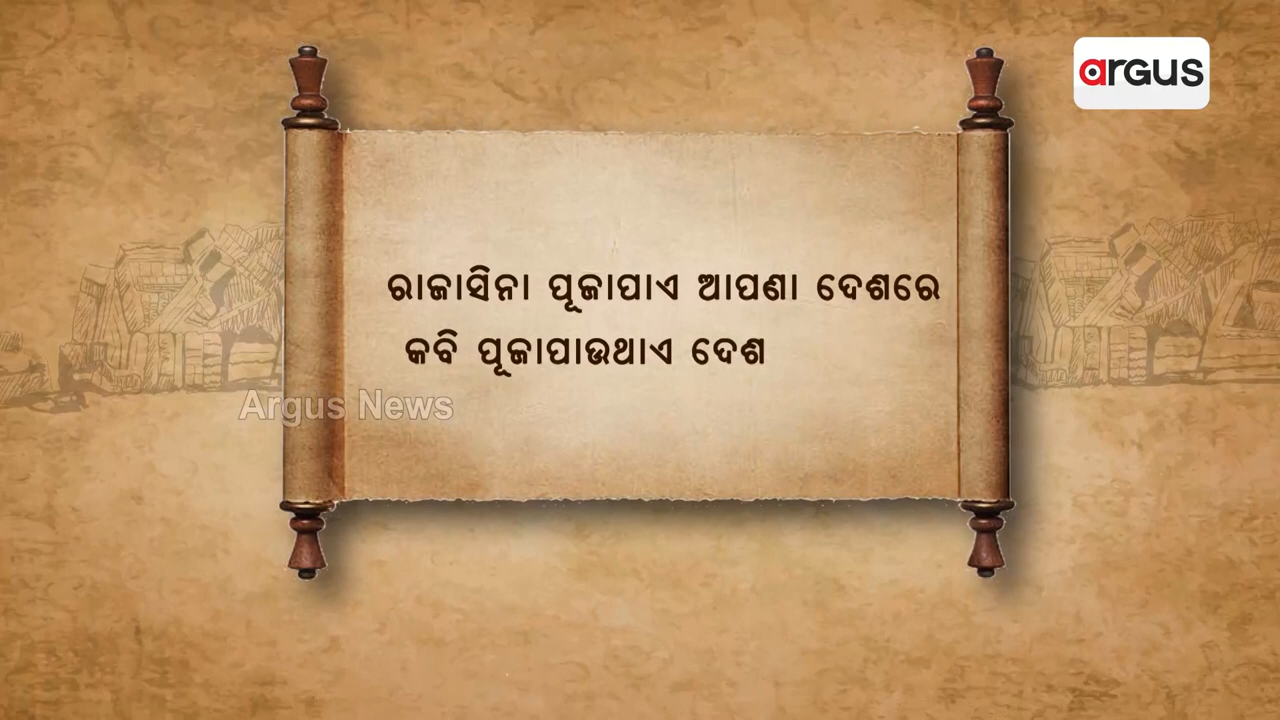 argus
ରାଜାସିନା ପୂଜାପାଏ ଆପଣା ଦେଶରେ
କବି ପୂଜାପାଉଥାଏ ଦେଶ
Argus News